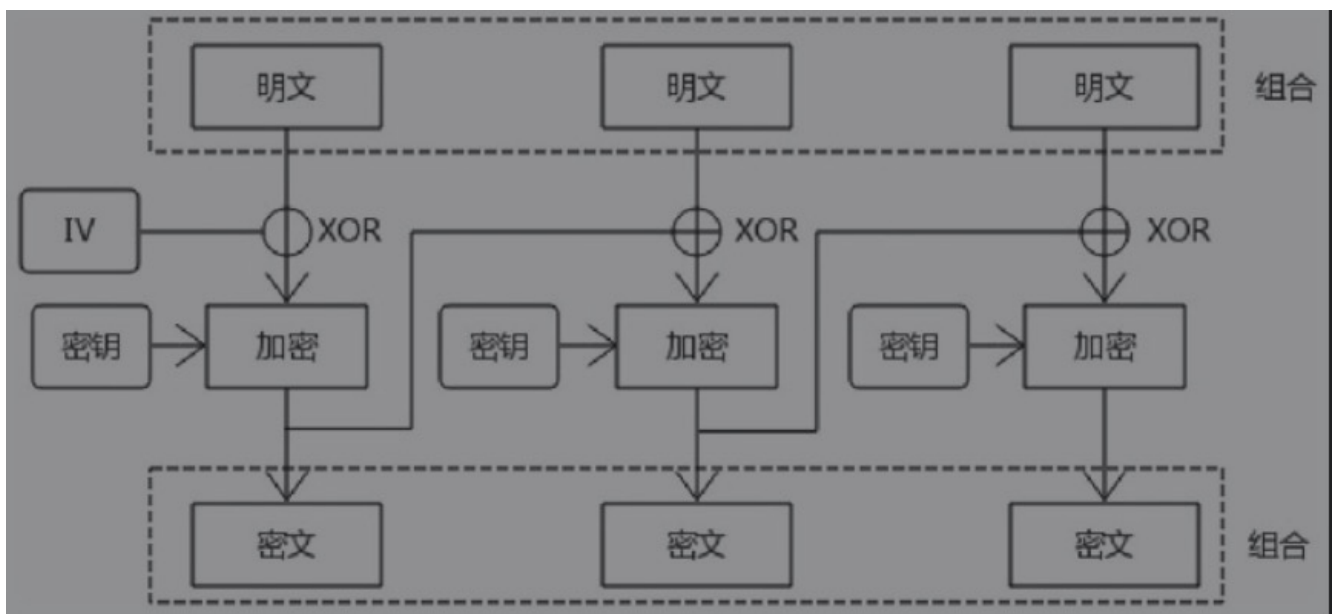 明文 明文 明文 组合
IV XOR XOR XOR
密钥 加密 密钥 加密 密钥 加密
密文 密文 密文 组合